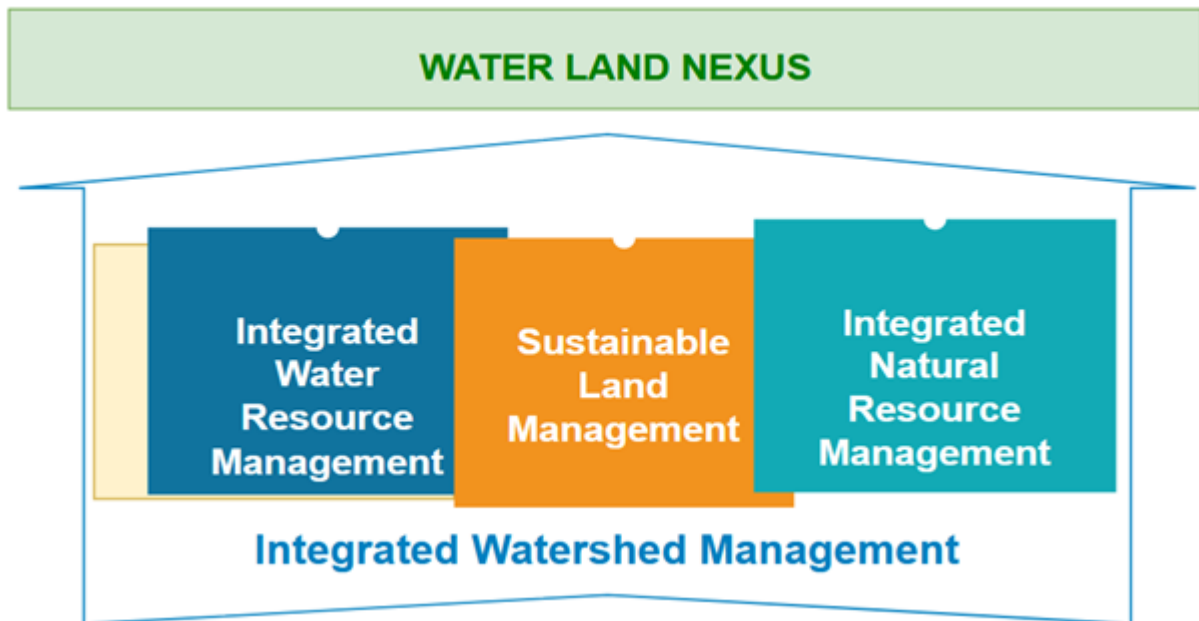 WATER LAND NEXUS
Integrated
Water
Resource
Management
Sustainable
Land
Management
Integrated
Natural
Resource
Management
Integrated Watershed Management